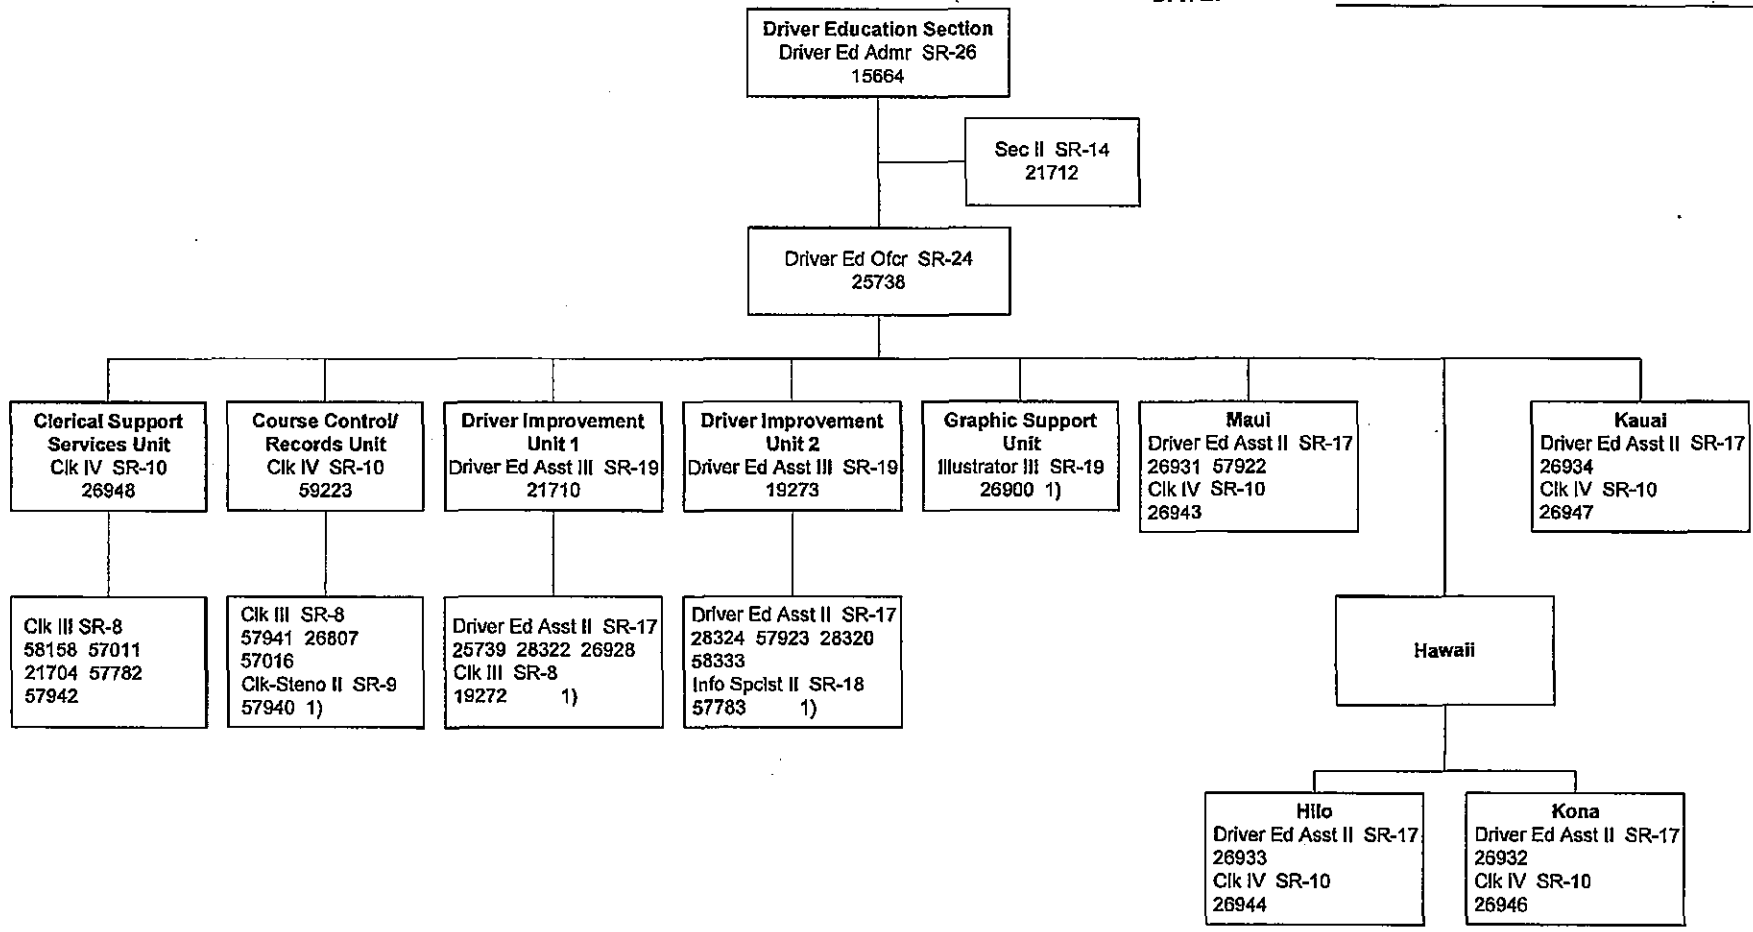 Driver Education Section
Driver Ed Admr SR-26
15664
Sec II SR-14
21712
Driver Ed Ofcr SR-24
25738
Clerical Support
Services Unit
Clk IV SR-10
26948
Course Control/
Records Unit
Clk IV SR-10
59223
Driver Improvement
Unit 1
Driver Ed Asst III SR-19
21710
Driver Improvement
Unit 2
Driver Ed Asst III SR-19
19273
Graphic Support
Unit
Illustrator III SR-19
26900 1)
Maui
Driver Ed Asst II SR-17
26931 57922
Clk IV SR-10
26943
Kauai
Driver Ed Asst II SR-17
26934
Clk IV SR-10
26947
Clk III SR-8
58158 57011
21704 57782
57942
Clk III SR-8
57941 26807
57016
Clk-Steno II SR-9
57940 1)
Driver Ed Asst II SR-17
25739 28322 26928
Clk III SR-8
19272 1)
Driver Ed Asst II SR-17
28324 57923 28320
58333
Info Spclst II SR-18
57783 1)
Hawaii
Hilo
Driver Ed Asst II SR-17
26933
Clk IV SR-10
26944
Kona
Driver Ed Asst II SR-17
26932
Clk IV SR-10
26946